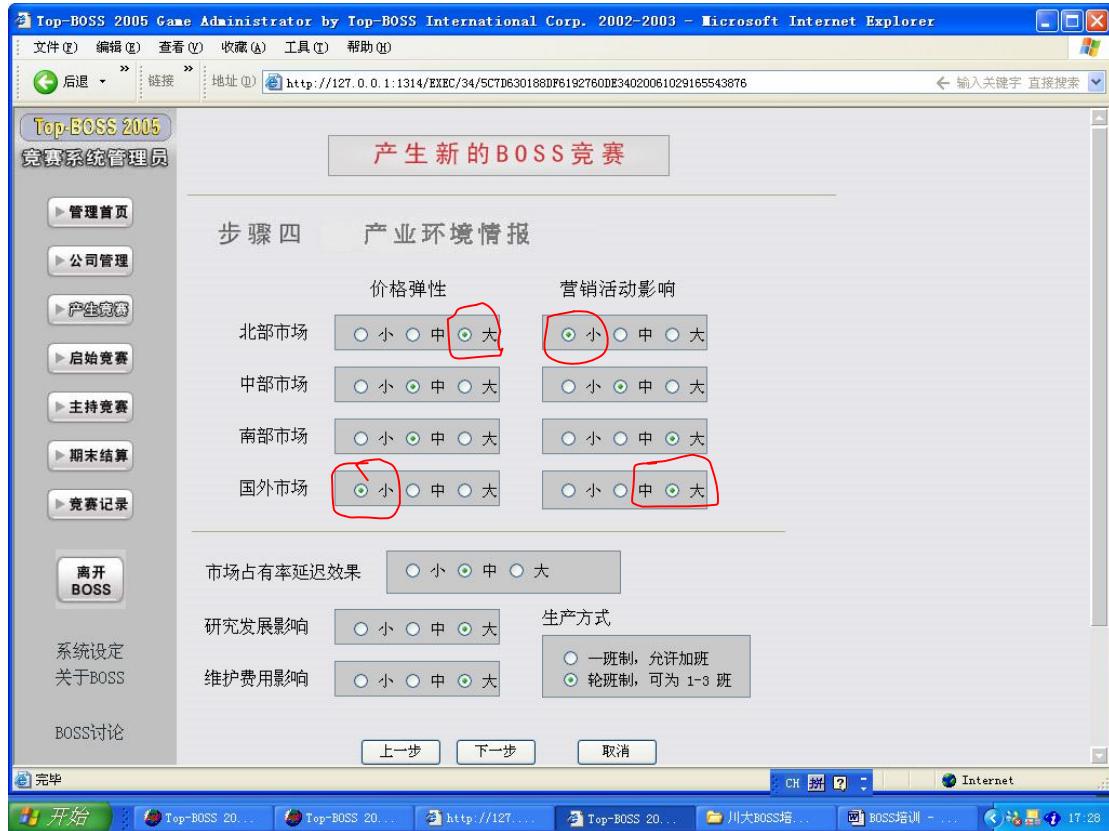 Top-BOSS 2005 Game Administrator by Top-BOSS International Corp. 2002-2003 - Microsoft Internet Explorer
文件(F) 编辑(E) 查看(V) 收藏(A) 工具(T) 帮助(H)
后退 » 链接 » 地址(D) http://127.0.0.1:1314/EXEC/34/5C7D630188DF6192760DE34020061029165543876 输入关键字 直接搜索
Top-BOSS 2005
竞赛系统管理员
产生新的BOSS竞赛
管理首页
公司管理
产生竞赛
启始竞赛
主持竞赛
期末结算
竞赛记录
离开
BOSS
系统设定
关于BOSS
BOSS讨论
步骤四 产业环境情报
价格弹性 营销活动影响
北部市场 小 中 大 小 中 大
中部市场 小 中 大 小 中 大
南部市场 小 中 大 小 中 大
国外市场 小 中 大 小 中 大
市场占有率延迟效果 小 中 大
研究发展影响 小 中 大
维护费用影响 小 中 大
生产方式
一班制, 允许加班
轮班制, 可为 1-3 班
上一步 下一步 取消
完毕 CH 拼 ? Internet
开始 Top-BOSS 20... Top-BOSS 20... http://127.... Top-BOSS 20... 川大BOSS培... BOSS培训 - ... 17:28